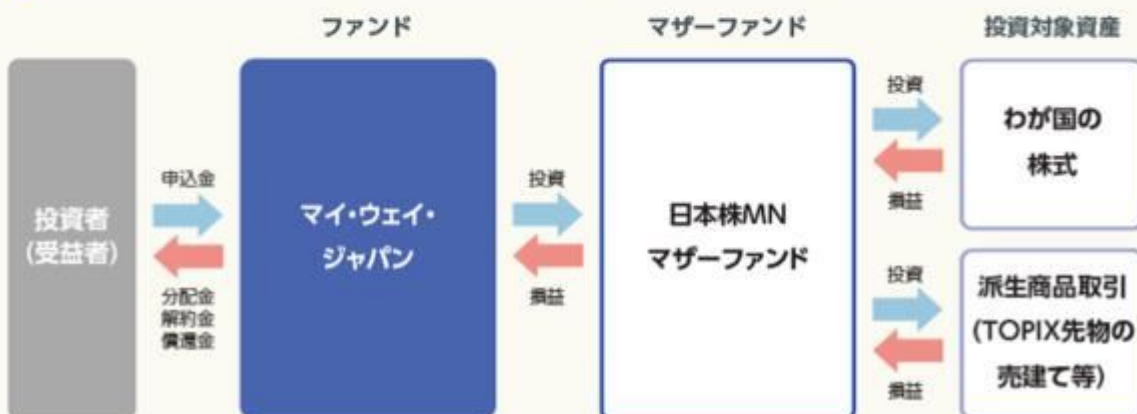 ファンド
マザーファンド
投資対象資産
投資者
(受益者)
申込金
分配金
解約金
償還金
マイ・ウェイ・
ジャパン
投資
損益
日本株MN
マザーファンド
投資
損益
わが国の
株式
投資
損益
派生商品取引
(TOPIX先物の
売建て等)